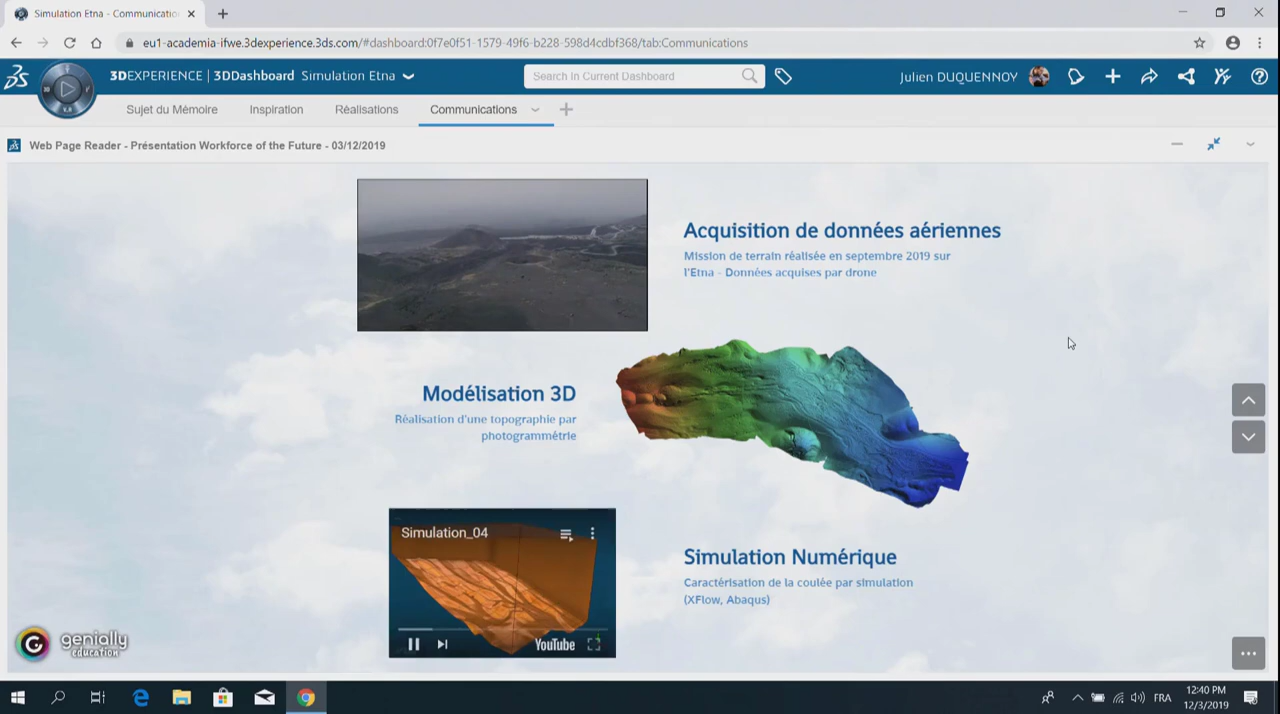 Simulation Etna - Communicatio
eu1-academia-ifwe.3dexperience.3ds.com/#dashboard:0f7e0f51-1579-49f6-b228-598d4cdbf368/tab:Communications
3DEXPERIENCE | 3DDashboard Simulation Etna
Search In Current Dashboard
Julien DUQUENNOY
Sujet du Mémoire
Inspiration
Réalisations
Communications
Web Page Reader - Présentation Workforce of the Future - 03/12/2019
Acquisition de données aériennes
Mission de terrain réalisée en septembre 2019 sur
l'Etna - Données acquises par drone
Modélisation 3D
Réalisation d'une topographie par
photogrammétrie
Simulation_04
YouTube
Simulation Numérique
Caractérisation de la coulée par simulation
(XFlow, Abaqus)
genially
education
FRA
12:40 PM
12/3/2019